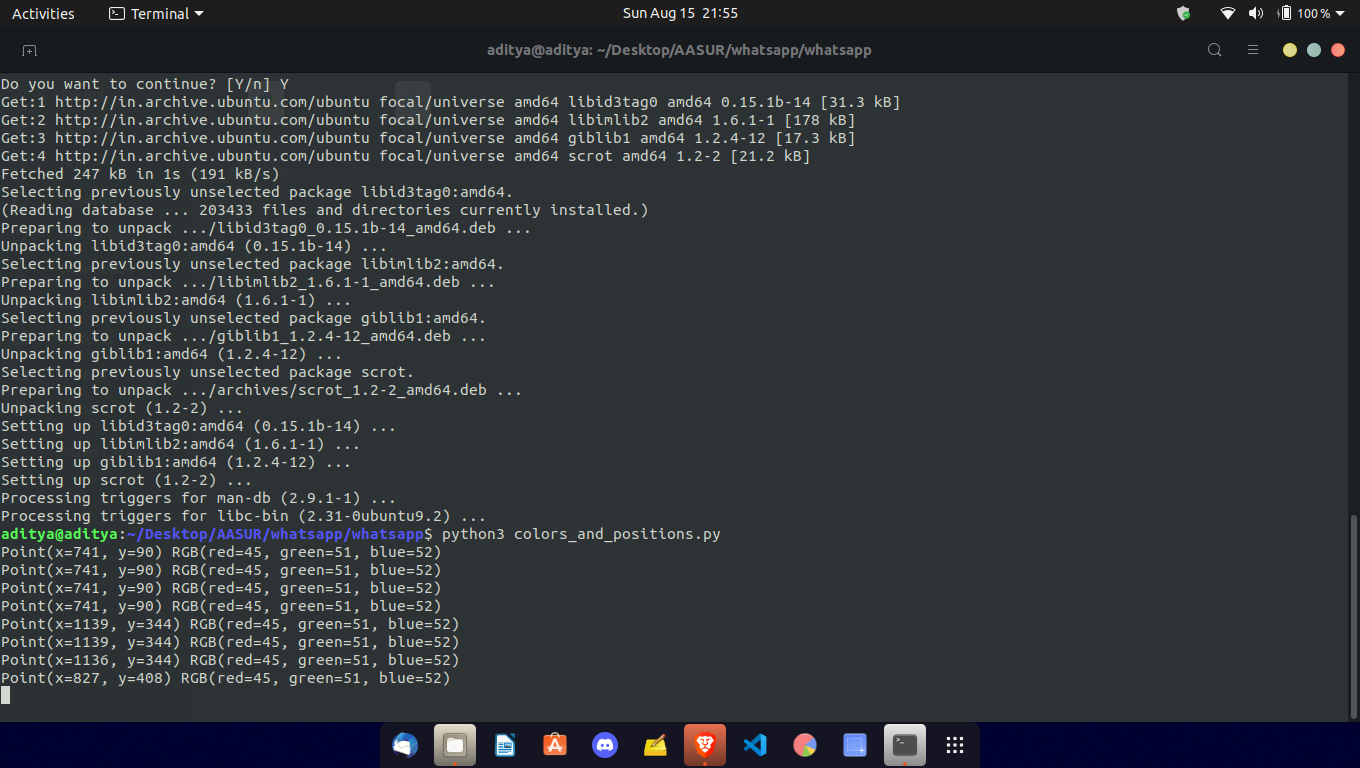 Activities
Terminal
Sun Aug 15 21:55
100 %
aditya@aditya: ~/Desktop/AASUR/whatsapp/whatsapp
Do you want to continue? [Y/n] Y
Get:1 http://in.archive.ubuntu.com/ubuntu focal/universe amd64 libid3tag0 amd64 0.15.1b-14 [31.3 kB]
Get:2 http://in.archive.ubuntu.com/ubuntu focal/universe amd64 libimlib2 amd64 1.6.1-1 [178 kB]
Get:3 http://in.archive.ubuntu.com/ubuntu focal/universe amd64 giblib1 amd64 1.2.4-12 [17.3 kB]
Get:4 http://in.archive.ubuntu.com/ubuntu focal/universe amd64 scrot amd64 1.2-2 [21.2 kB]
Fetched 247 kB in 1s (191 kB/s)
Selecting previously unselected package libid3tag0:amd64.
(Reading database ... 203433 files and directories currently installed.)
Preparing to unpack .../libid3tag0_0.15.1b-14_amd64.deb ...
Unpacking libid3tag0:amd64 (0.15.1b-14) ...
Selecting previously unselected package libimlib2:amd64.
Preparing to unpack .../libimlib2_1.6.1-1_amd64.deb ...
Unpacking libimlib2:amd64 (1.6.1-1) ...
Selecting previously unselected package giblib1:amd64.
Preparing to unpack .../giblib1_1.2.4-12_amd64.deb ...
Unpacking giblib1:amd64 (1.2.4-12) ...
Selecting previously unselected package scrot.
Preparing to unpack .../archives/scrot_1.2-2_amd64.deb ...
Unpacking scrot (1.2-2) ...
Setting up libid3tag0:amd64 (0.15.1b-14) ...
Setting up libimlib2:amd64 (1.6.1-1) ...
Setting up giblib1:amd64 (1.2.4-12) ...
Setting up scrot (1.2-2) ...
Processing triggers for man-db (2.9.1-1) ...
Processing triggers for libc-bin (2.31-0ubuntu9.2) ...
aditya@aditya:~/Desktop/AASUR/whatsapp/whatsapp$ python3 colors_and_positions.py
Point(x=741, y=90) RGB(red=45, green=51, blue=52)
Point(x=741, y=90) RGB(red=45, green=51, blue=52)
Point(x=741, y=90) RGB(red=45, green=51, blue=52)
Point(x=741, y=90) RGB(red=45, green=51, blue=52)
Point(x=1139, y=344) RGB(red=45, green=51, blue=52)
Point(x=1139, y=344) RGB(red=45, green=51, blue=52)
Point(x=1136, y=344) RGB(red=45, green=51, blue=52)
Point(x=827, y=408) RGB(red=45, green=51, blue=52)